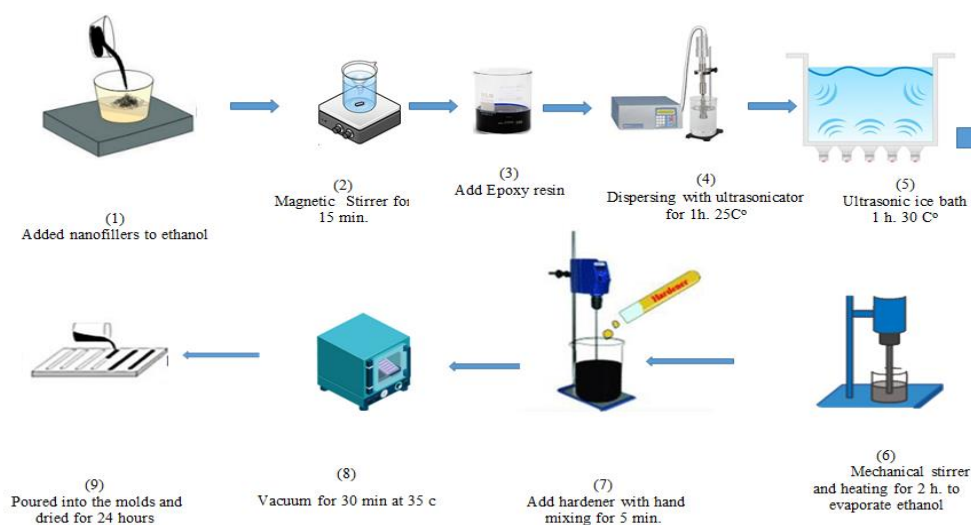 (1)
Added nanofillers to ethanol
(2)
Magnetic Stirrer for
15 min.
(3)
Add Epoxy resin
(4)
Dispersing with ultrasonicator
for 1h. 25Cº
(5)
Ultrasonic ice bath
1 h. 30 Cº
(6)
Mechanical stirrer
and heating for 2 h. to
evaporate ethanol
Hardener
(7)
Add hardener with hand
mixing for 5 min.
(8)
Vacuum for 30 min at 35 c
(9)
Poured into the molds and
dried for 24 hours